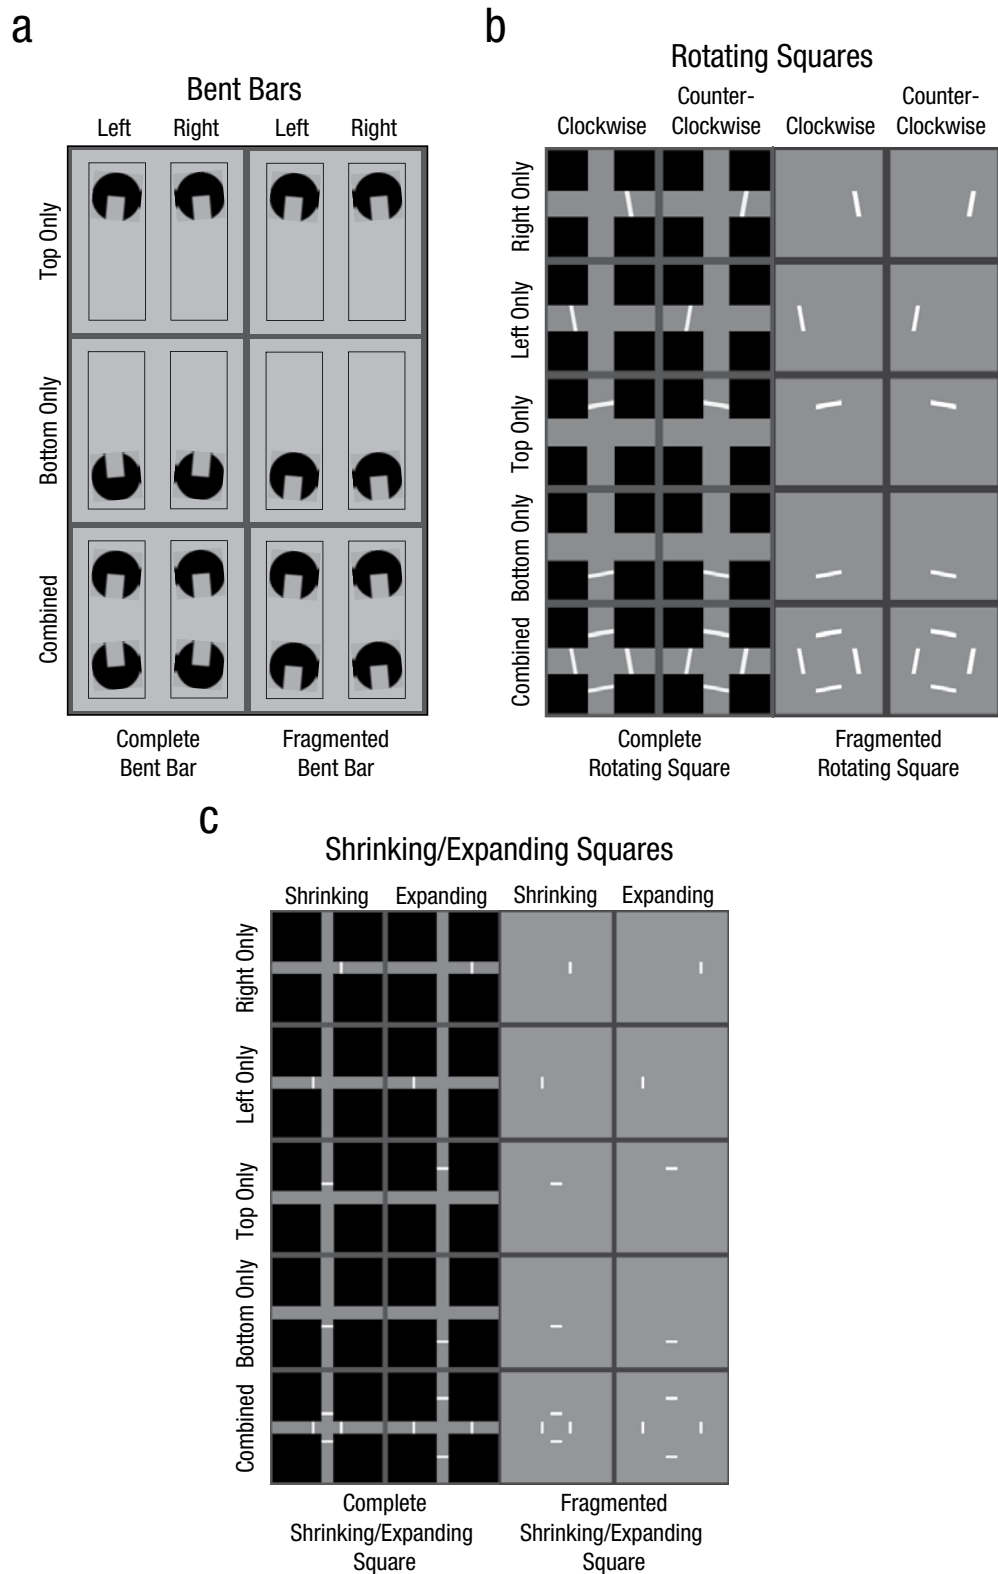 a
Bent Bars
Left Right Left Right
Top Only
Bottom Only
Combined
Complete
Bent Bar
Fragmented
Bent Bar
b
Rotating Squares
Clockwise
Counter-
Clockwise
Clockwise
Counter-
Clockwise
Right Only
Left Only
Top Only
Bottom Only
Combined
Complete
Rotating Square
Fragmented
Rotating Square
c
Shrinking/Expanding Squares
Shrinking Expanding Shrinking Expanding
Right Only
Left Only
Top Only
Bottom Only
Combined
Complete
Shrinking/Expanding
Square
Fragmented
Shrinking/Expanding
Square